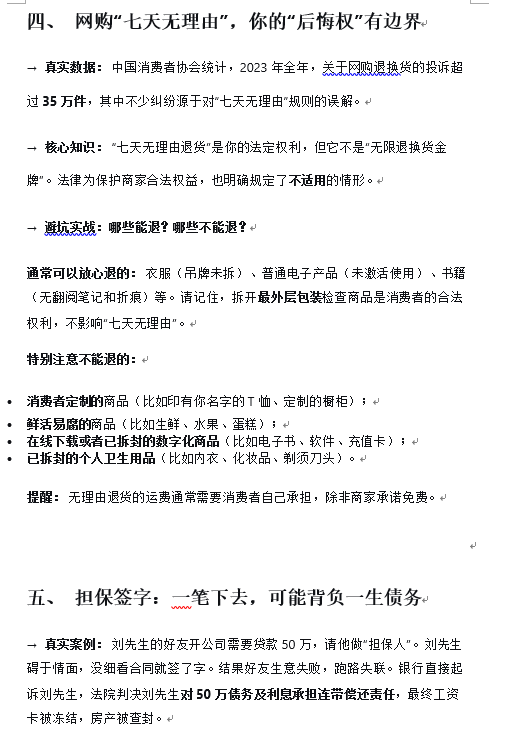 四、 网购“七天无理由”，你的“后悔权”有边界
→ 真实数据： 中国消费者协会统计，2023 年全年，关于网购退换货的投诉超
过 35 万件，其中不少纠纷源于对“七天无理由”规则的误解。
→ 核心知识： “七天无理由退货”是你的法定权利，但它不是“无限退换货金
牌”。法律为保护商家合法权益，也明确规定了不适用的情形。
→ 避坑实战：哪些能退？哪些不能退？
通常可以放心退的： 衣服（吊牌未拆）、普通电子产品（未激活使用）、书籍
（无翻阅笔记和折痕）等。请记住，拆开最外层包装检查商品是消费者的合法
权利，不影响“七天无理由”。
特别注意不能退的：
• 消费者定制的商品（比如印有你名字的 T 恤、定制的橱柜）；
• 鲜活易腐的商品（比如生鲜、水果、蛋糕）；
• 在线下载或者已拆封的数字化商品（比如电子书、软件、充值卡）；
• 已拆封的个人卫生用品（比如内衣、化妆品、剃须刀头）。
提醒： 无理由退货的运费通常需要消费者自己承担，除非商家承诺免费。
五、 担保签字：一笔下去，可能背负一生债务
→ 真实案例： 刘先生的好友开公司需要贷款 50 万，请他做“担保人”。刘先生
碍于情面，没细看合同就签了字。结果好友生意失败，跑路失联。银行直接起
诉刘先生，法院判决刘先生对 50 万债务及利息承担连带偿还责任，最终工资
卡被冻结，房产被查封。